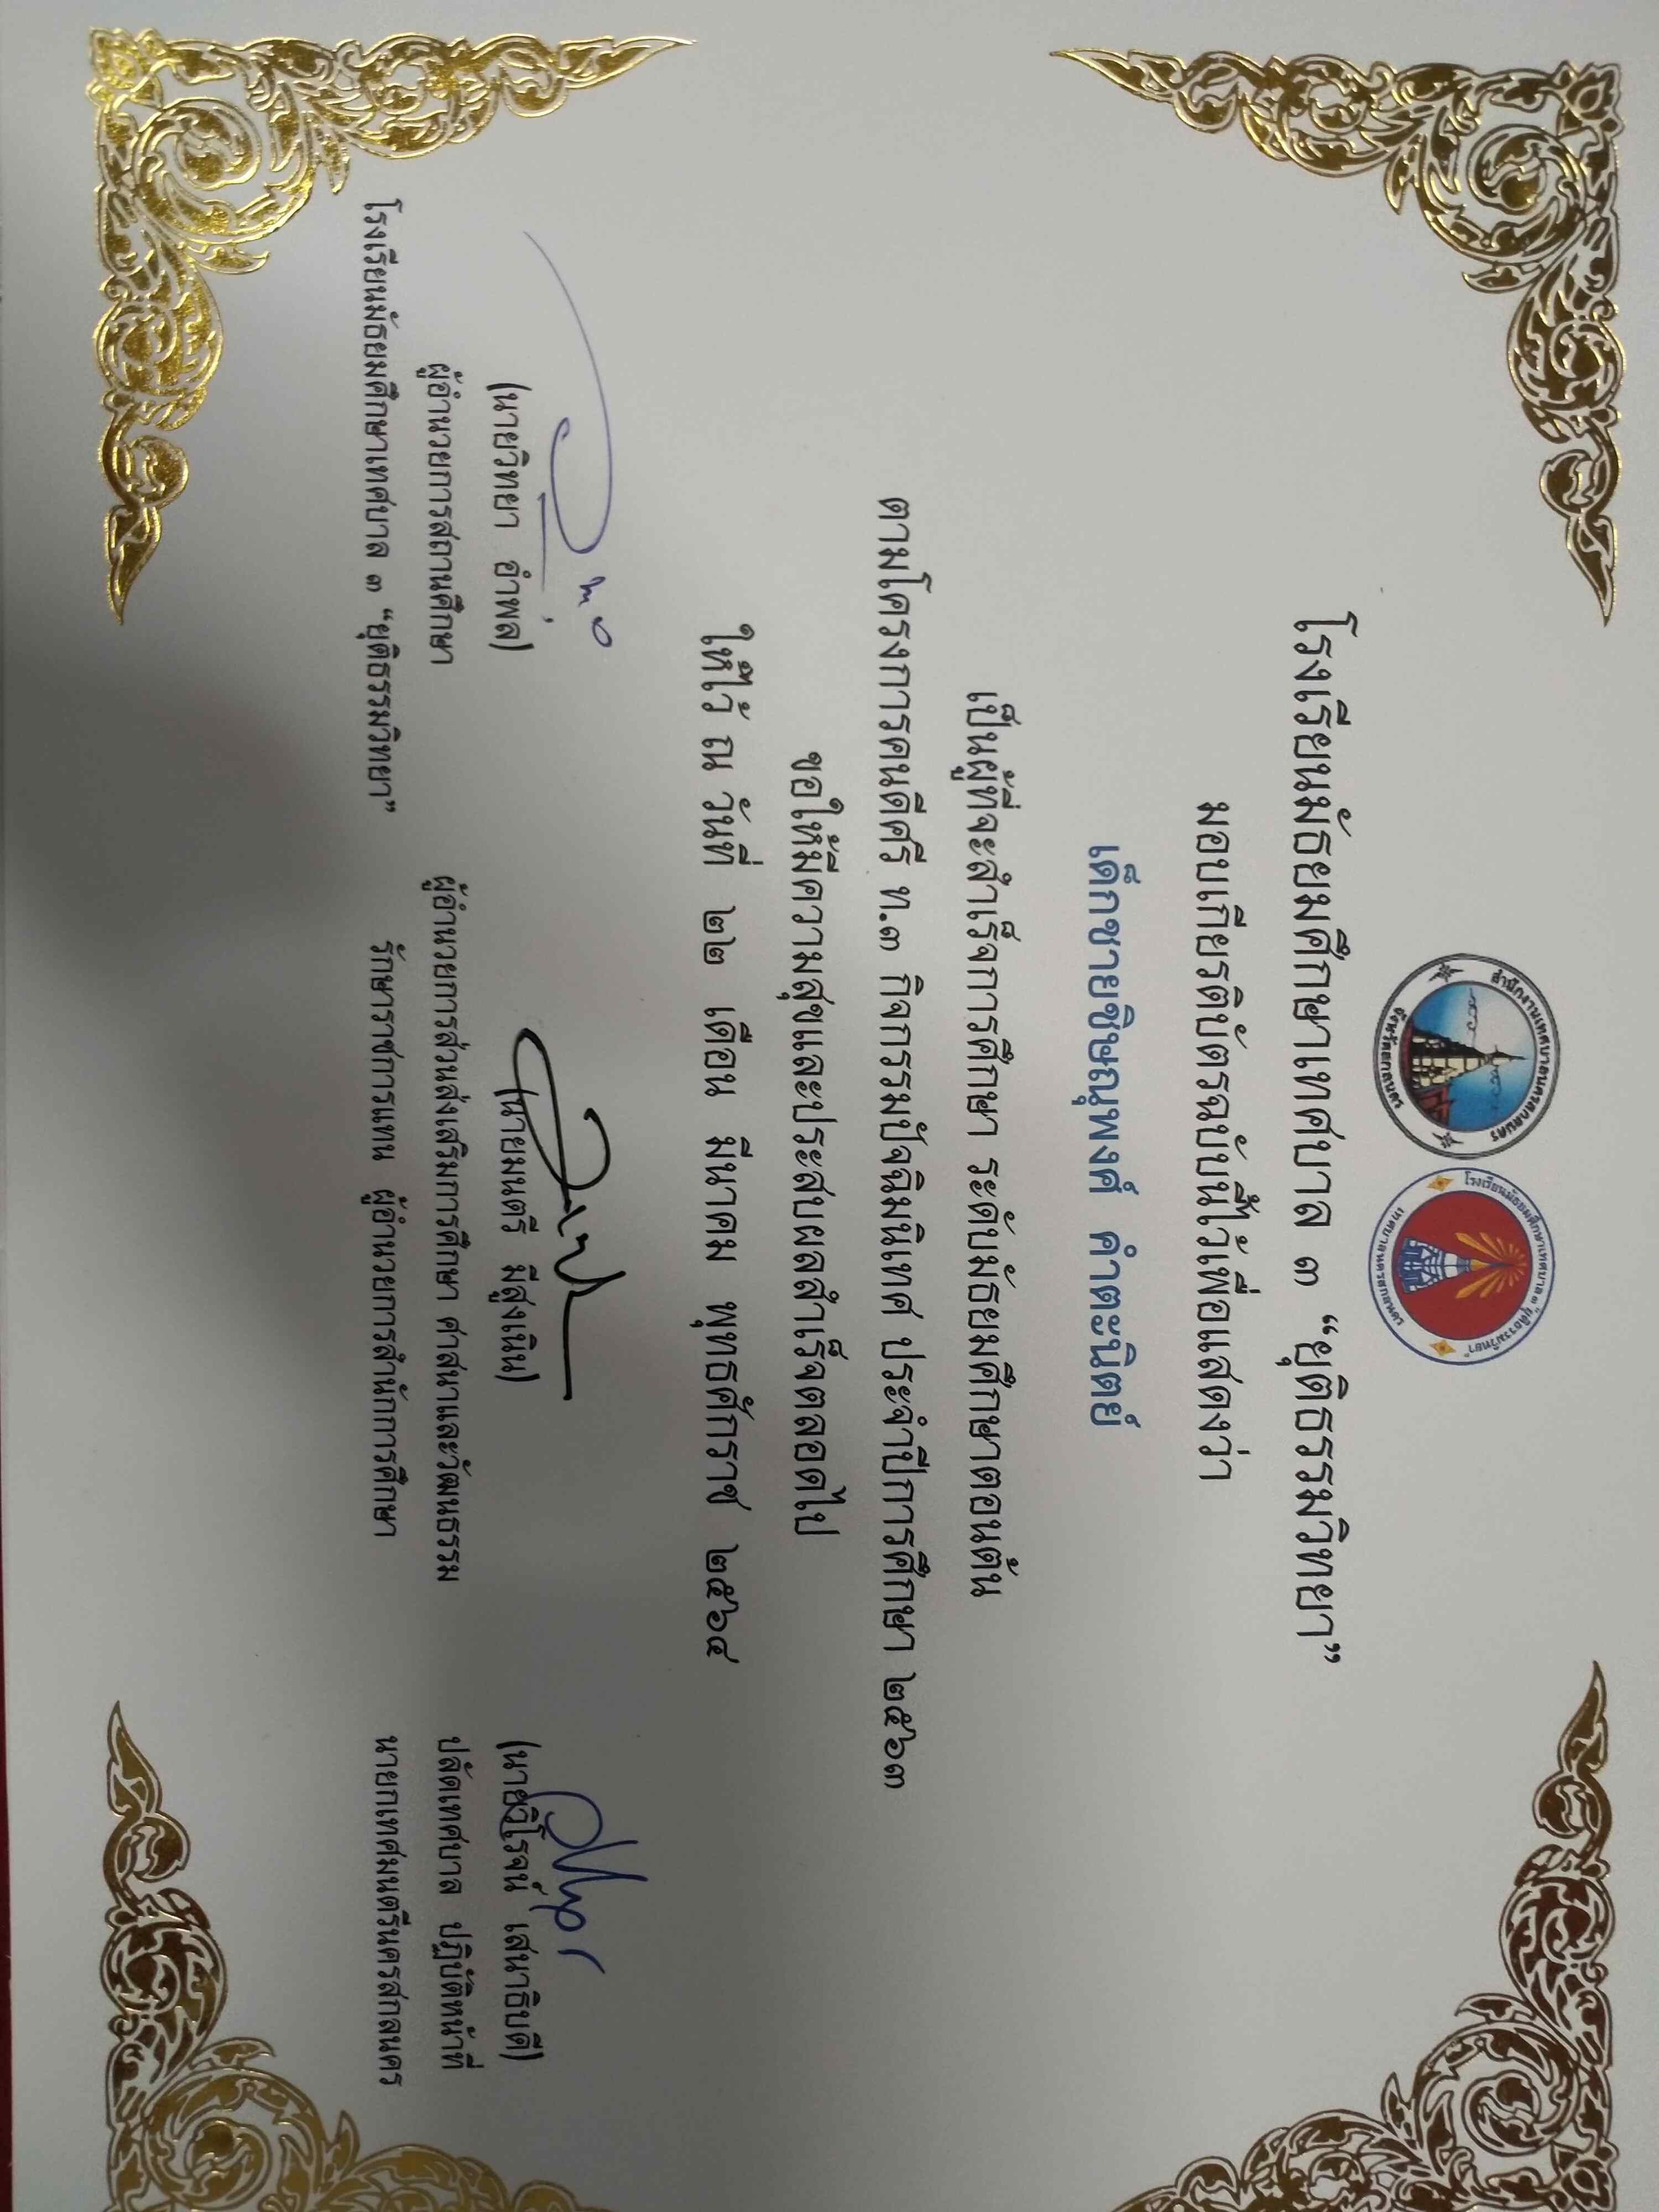 สำนักงานเทศบาลนครสกลนคร
จังหวัดสกลนคร
โรงเรียนมัธยมศึกษาเทศบาล ๓ "ยุติธรรมวิทยา"
เทศบาลนครสกลนคร
โรงเรียนมัธยมศึกษาเทศบาล ๓ “ยุติธรรมวิทยา”
มอบเกียรติบัตรฉบับนี้ไว้เพื่อแสดงว่า
เด็กชายชิษณุพงศ์ คำตะนิตย์
เป็นผู้ที่จะสำเร็จการศึกษา ระดับมัธยมศึกษาตอนต้น
ตามโครงการคนดีศรี ท.๓ กิจกรรมปัจฉิมนิเทศ ประจำปีการศึกษา ๒๕๖๓
ขอให้มีความสุขและประสบผลสำเร็จตลอดไป
ให้ไว้ ณ วันที่ ๒๒ เดือน มีนาคม พุทธศักราช ๒๕๖๔
(นายวิทยา อำพล)
ผู้อำนวยการสถานศึกษา
โรงเรียนมัธยมศึกษาเทศบาล ๓ “ยุติธรรมวิทยา”
(นายมนตรี มีสูงเนิน)
ผู้อำนวยการส่วนส่งเสริมการศึกษา ศาสนาและวัฒนธรรม
รักษาราชการแทน ผู้อำนวยการสำนักการศึกษา
(นายวิโรจน์ เสนาธิบดี)
ปลัดเทศบาล ปฏิบัติหน้าที่
นายกเทศมนตรีนครสกลนคร